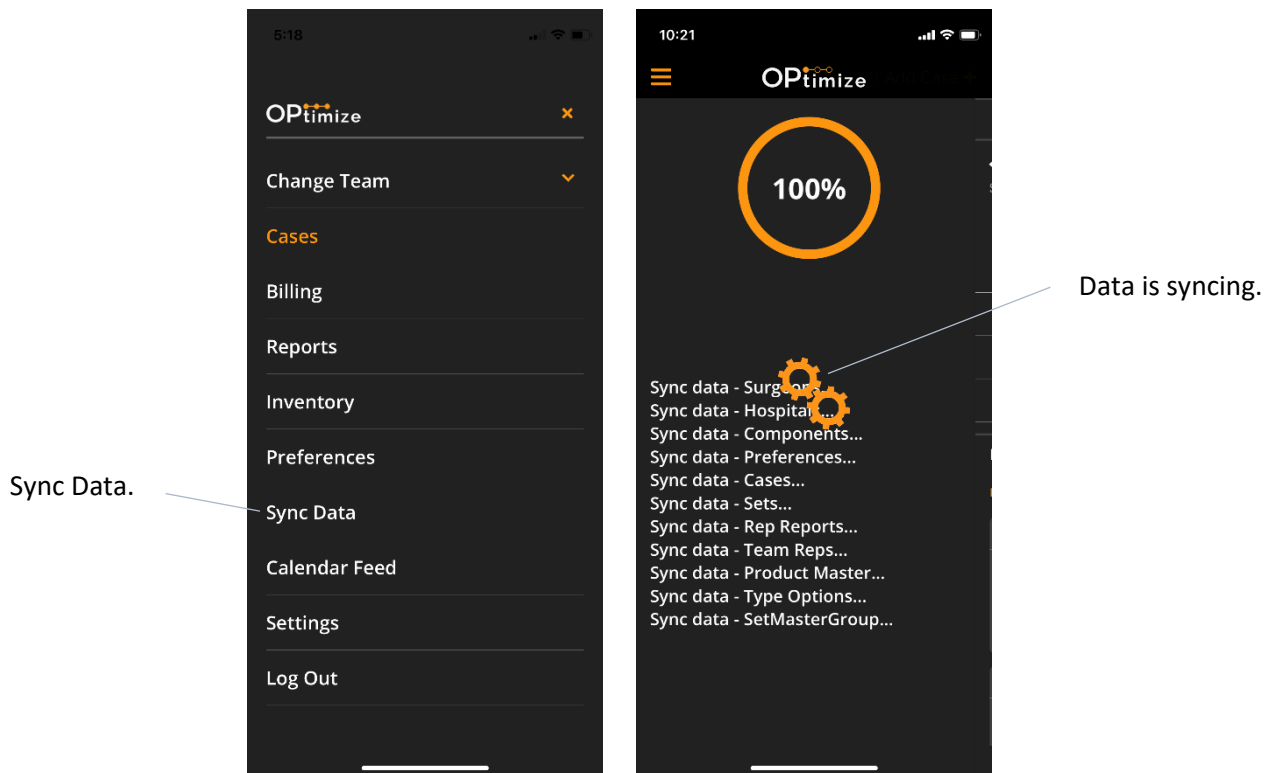 5:18
OPtimize
Change Team
Cases
Billing
Reports
Inventory
Preferences
Sync Data
Calendar Feed
Settings
Log Out
Sync Data.
10:21
OPtimize
100%
Sync data - Surgeons...
Sync data - Hospitals...
Sync data - Components...
Sync data - Preferences...
Sync data - Cases...
Sync data - Sets...
Sync data - Rep Reports...
Sync data - Team Reps...
Sync data - Product Master...
Sync data - Type Options...
Sync data - SetMasterGroup...
Data is syncing.